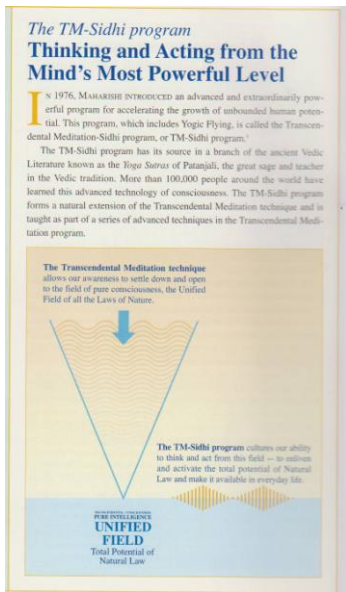 The TM-Sidhi program
Thinking and Acting from the
Mind's Most Powerful Level
IN 1976, MAHARISHI INTRODUCED an advanced and extraordinarily pow-
erful program for accelerating the growth of unbounded human poten-
tial. This program, which includes Yogic Flying, is called the Transcen-
dental Meditation-Sidhi program, or TM-Sidhi program.
The TM-Sidhi program has its source in a branch of the ancient Vedic
Literature known as the Yoga Sutras of Patanjali, the great sage and teacher
in the Vedic tradition. More than 100,000 people around the world have
learned this advanced technology of consciousness. The TM-Sidhi program
forms a natural extension of the Transcendental Meditation technique and is
taught as part of a series of advanced techniques in the Transcendental Medi-
tation program.
The Transcendental Meditation technique
allows our awareness to settle down and open
to the field of pure consciousness, the Unified
Field of all the Laws of Nature.
The TM-Sidhi program cultures our ability
to think and act from this field — to enliven
and activate the total potential of Natural
Law and make it available in everyday life.
PURE INTELLIGENCE
UNIFIED
FIELD
Total Potential of
Natural Law